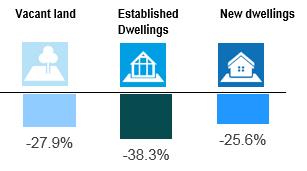 Vacant land
Established
Dwellings
New dwellings
-27.9%
-38.3%
-25.6%